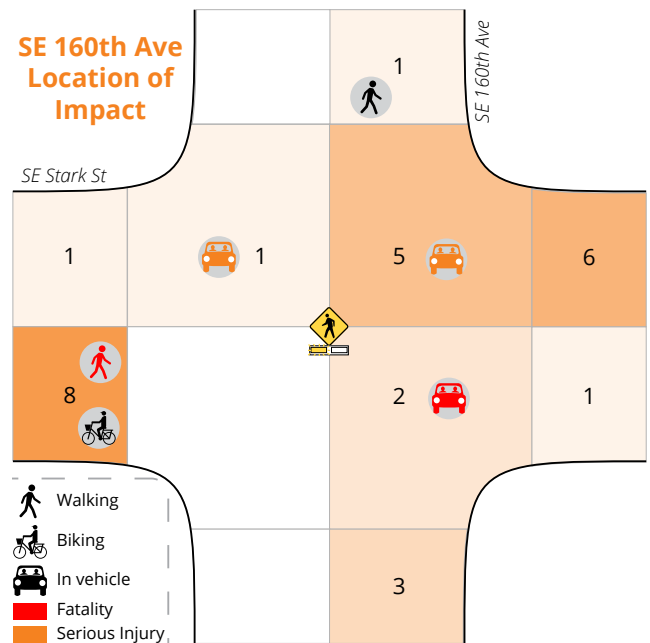 SE 160th Ave
Location of
Impact
SE 160th Ave
1
SE Stark St
1
1
5
6
8
2
1
3
Walking
Biking
In vehicle
Fatality
Serious Injury